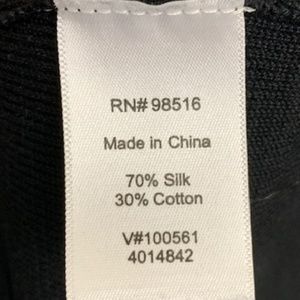 RN# 98516
Made in China
70% Silk
30% Cotton
V#100561
4014842